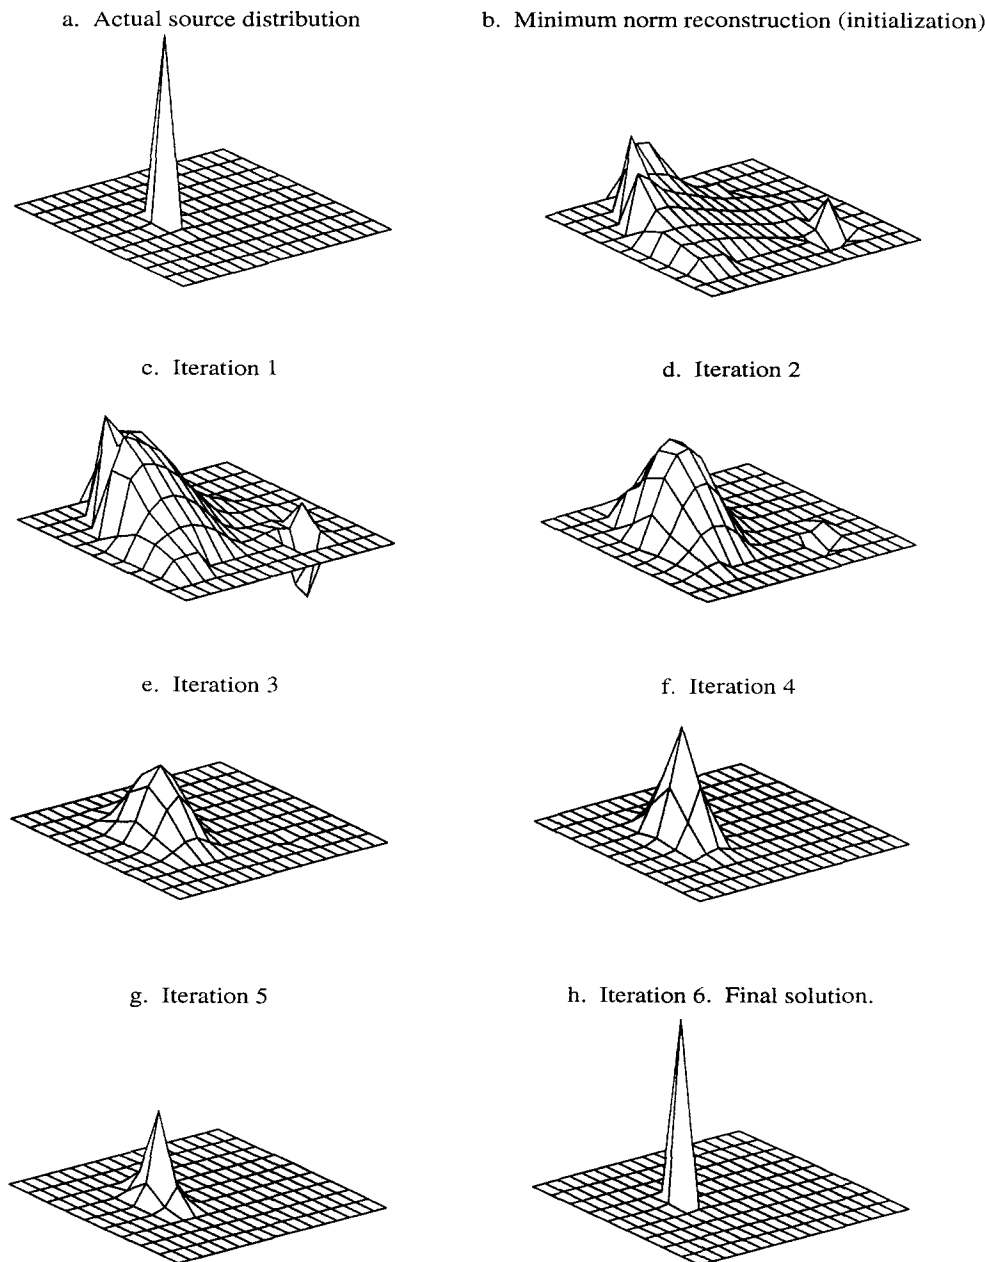 a. Actual source distribution
b. Minimum norm reconstruction (initialization)
c. Iteration 1
d. Iteration 2
e. Iteration 3
f. Iteration 4
g. Iteration 5
h. Iteration 6. Final solution.